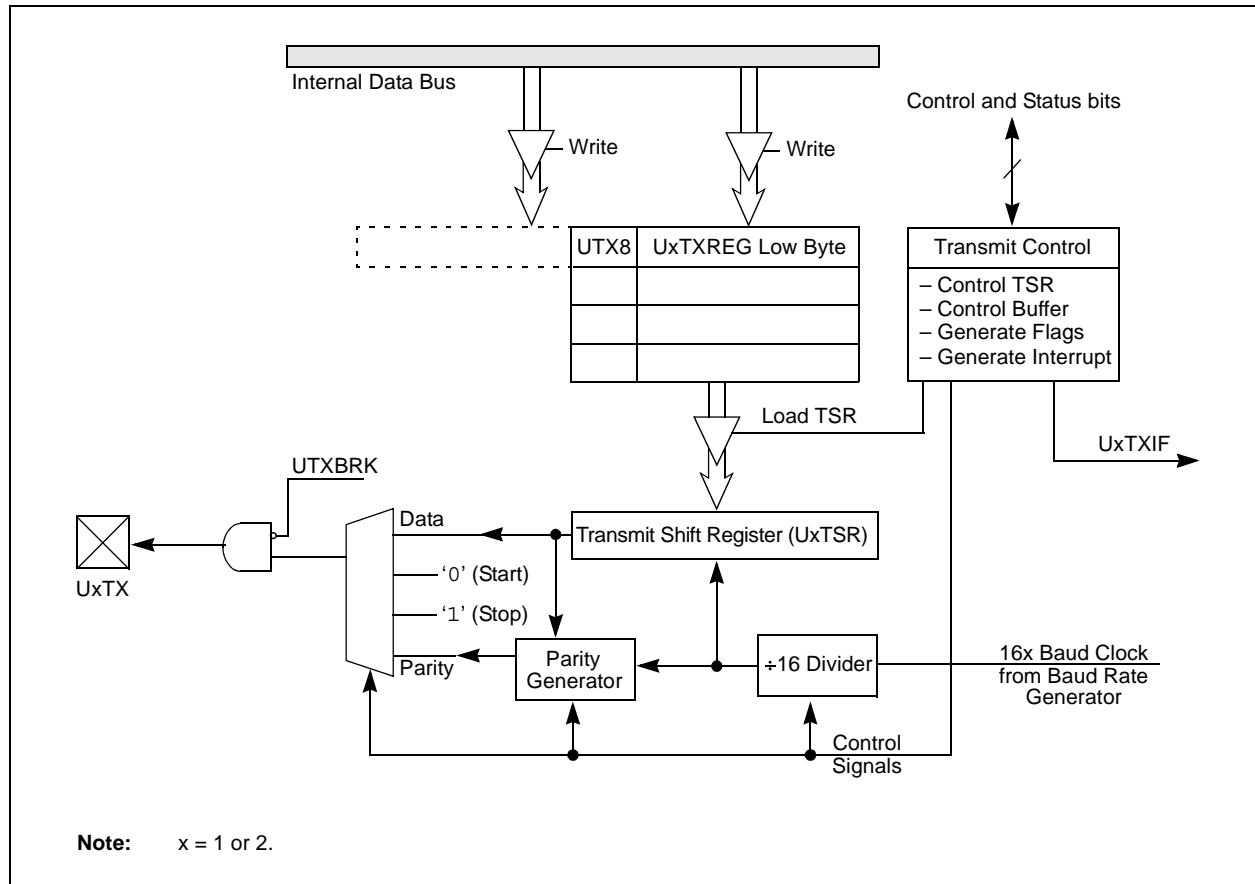 Internal Data Bus
Control and Status bits
Write
Write
UTX8
UxTXREG Low Byte
Transmit Control
– Control TSR
– Control Buffer
– Generate Flags
– Generate Interrupt
Load TSR
UxTXIF
UTXBRK
Data
Transmit Shift Register (UxTSR)
UxTX
‘0’ (Start)
‘1’ (Stop)
Parity
Parity
Generator
÷16 Divider
16x Baud Clock
from Baud Rate
Generator
Control
Signals
Note: x = 1 or 2.